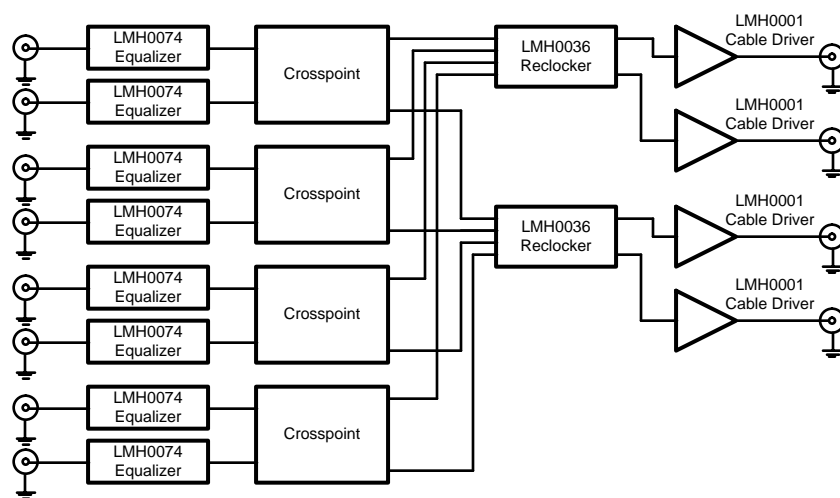 LMH0074
Equalizer
LMH0074
Equalizer
Crosspoint
LMH0074
Equalizer
LMH0074
Equalizer
Crosspoint
LMH0074
Equalizer
LMH0074
Equalizer
Crosspoint
LMH0074
Equalizer
LMH0074
Equalizer
Crosspoint
LMH0036
Reclocker
LMH0036
Reclocker
LMH0001
Cable Driver
LMH0001
Cable Driver
LMH0001
Cable Driver
LMH0001
Cable Driver